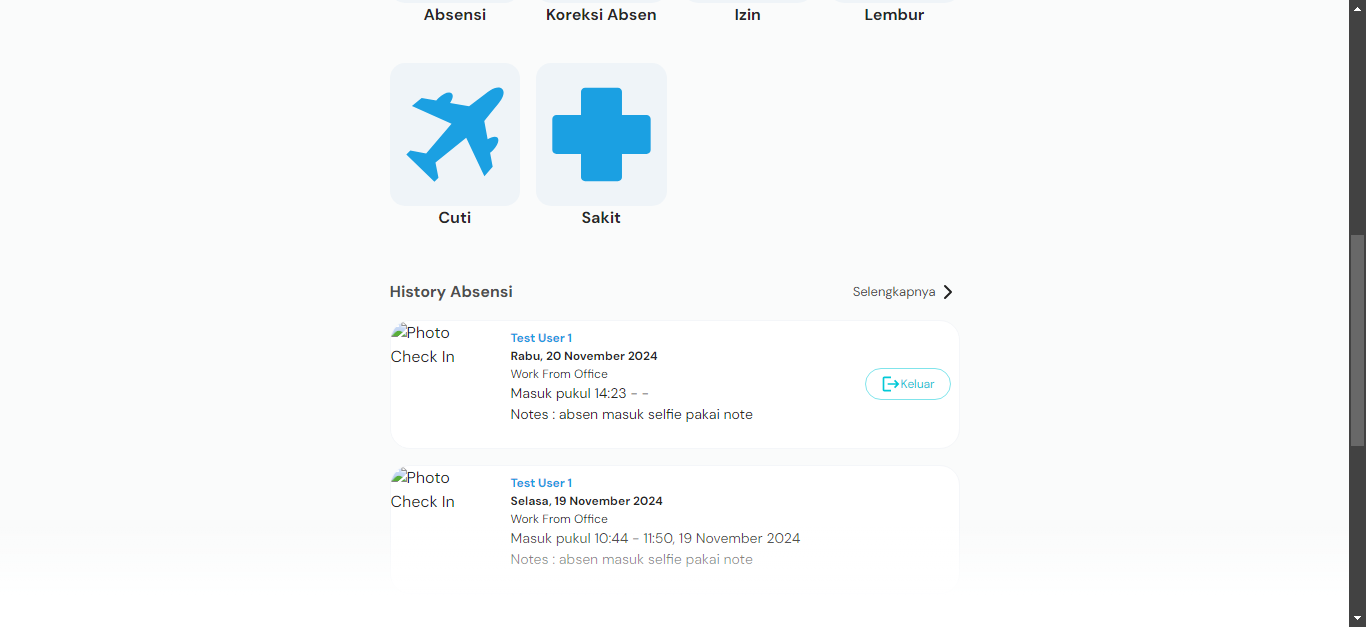 Absensi
Koreksi Absen
Izin
Lembur
Cuti
Sakit
History Absensi
Selengkapnya
Photo
Check In
Test User 1
Rabu, 20 November 2024
Work From Office
Masuk pukul 14:23 - -
Notes : absen masuk selfie pakai note
Keluar
Photo
Check In
Test User 1
Selasa, 19 November 2024
Work From Office
Masuk pukul 10:44 - 11:50, 19 November 2024
Notes : absen masuk selfie pakai note